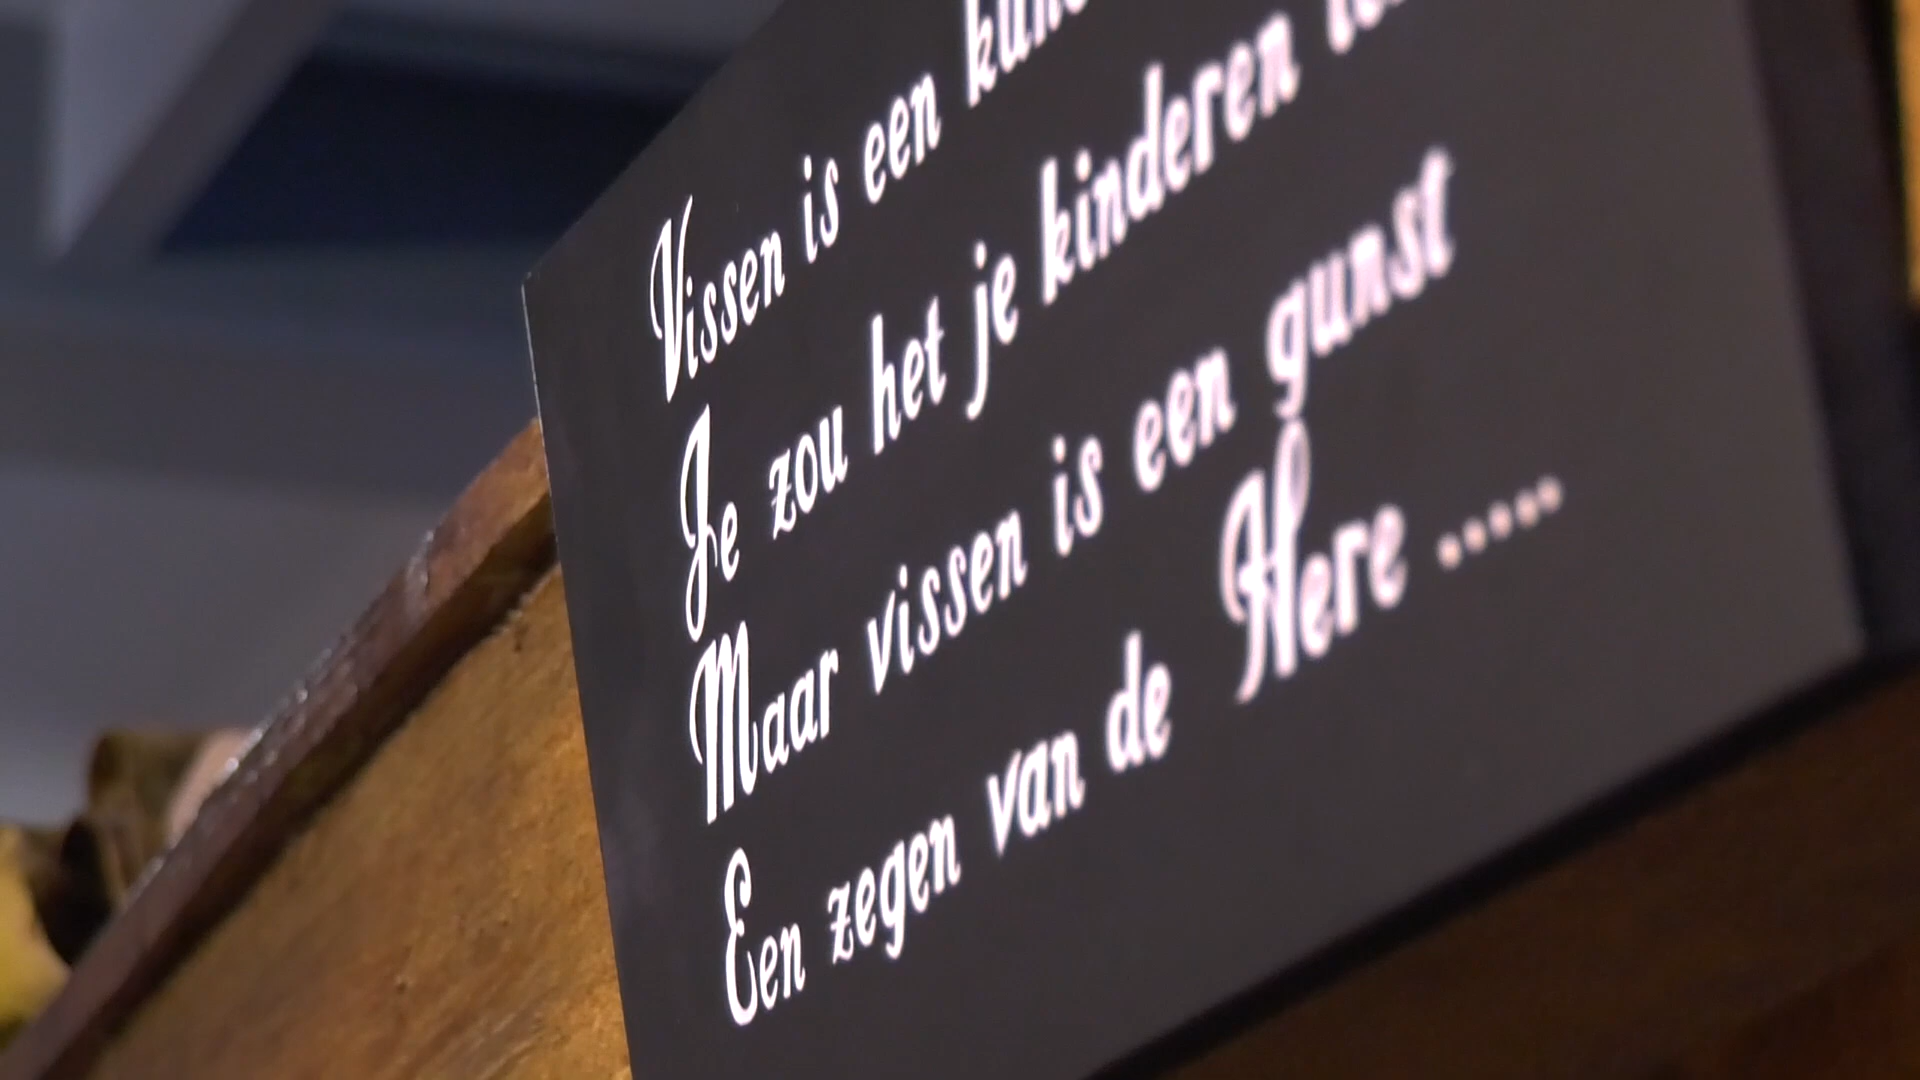 Vissen is een
Je zou het je kinderen
Maar vissen is een gunst
Een zegen van de Here .....